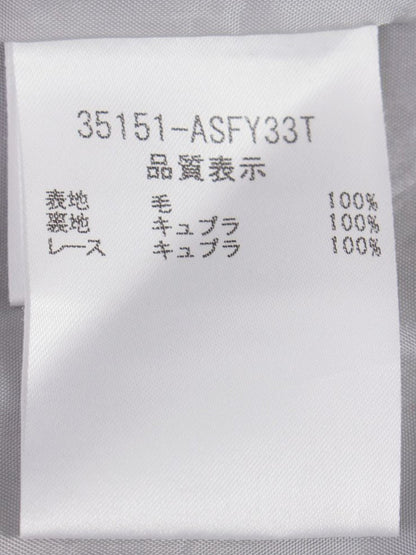 35151-ASFY33T
品質表示
表地 毛 100%
裏地 キュプラ 100%
レース キュプラ 100%